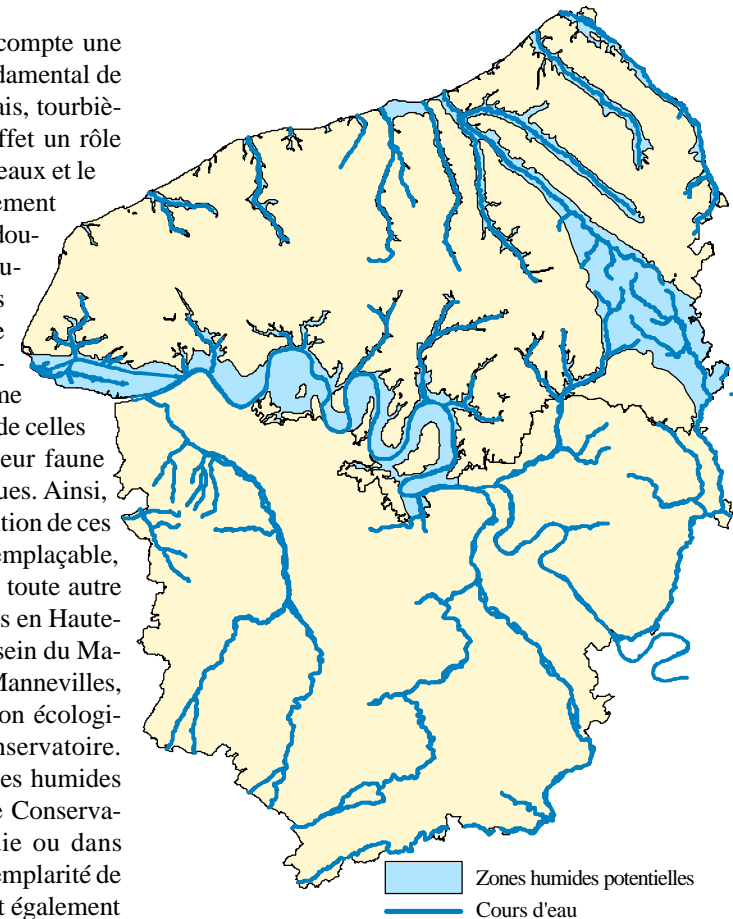 compte une
damental de
ais, tourbiè-
ffet un rôle
eaux et le
ement
dou-
u-
s
e
-
me
de celles
eur faune
ues. Ainsi,
tion de ces
emplaçable,
toute autre
s en Haute-
sein du Ma-
Mannevilles,
on écologi-
nservatoire.
es humides
e Conserva-
ie ou dans
emplarité de
t également
Zones humides potentielles
Cours d'eau